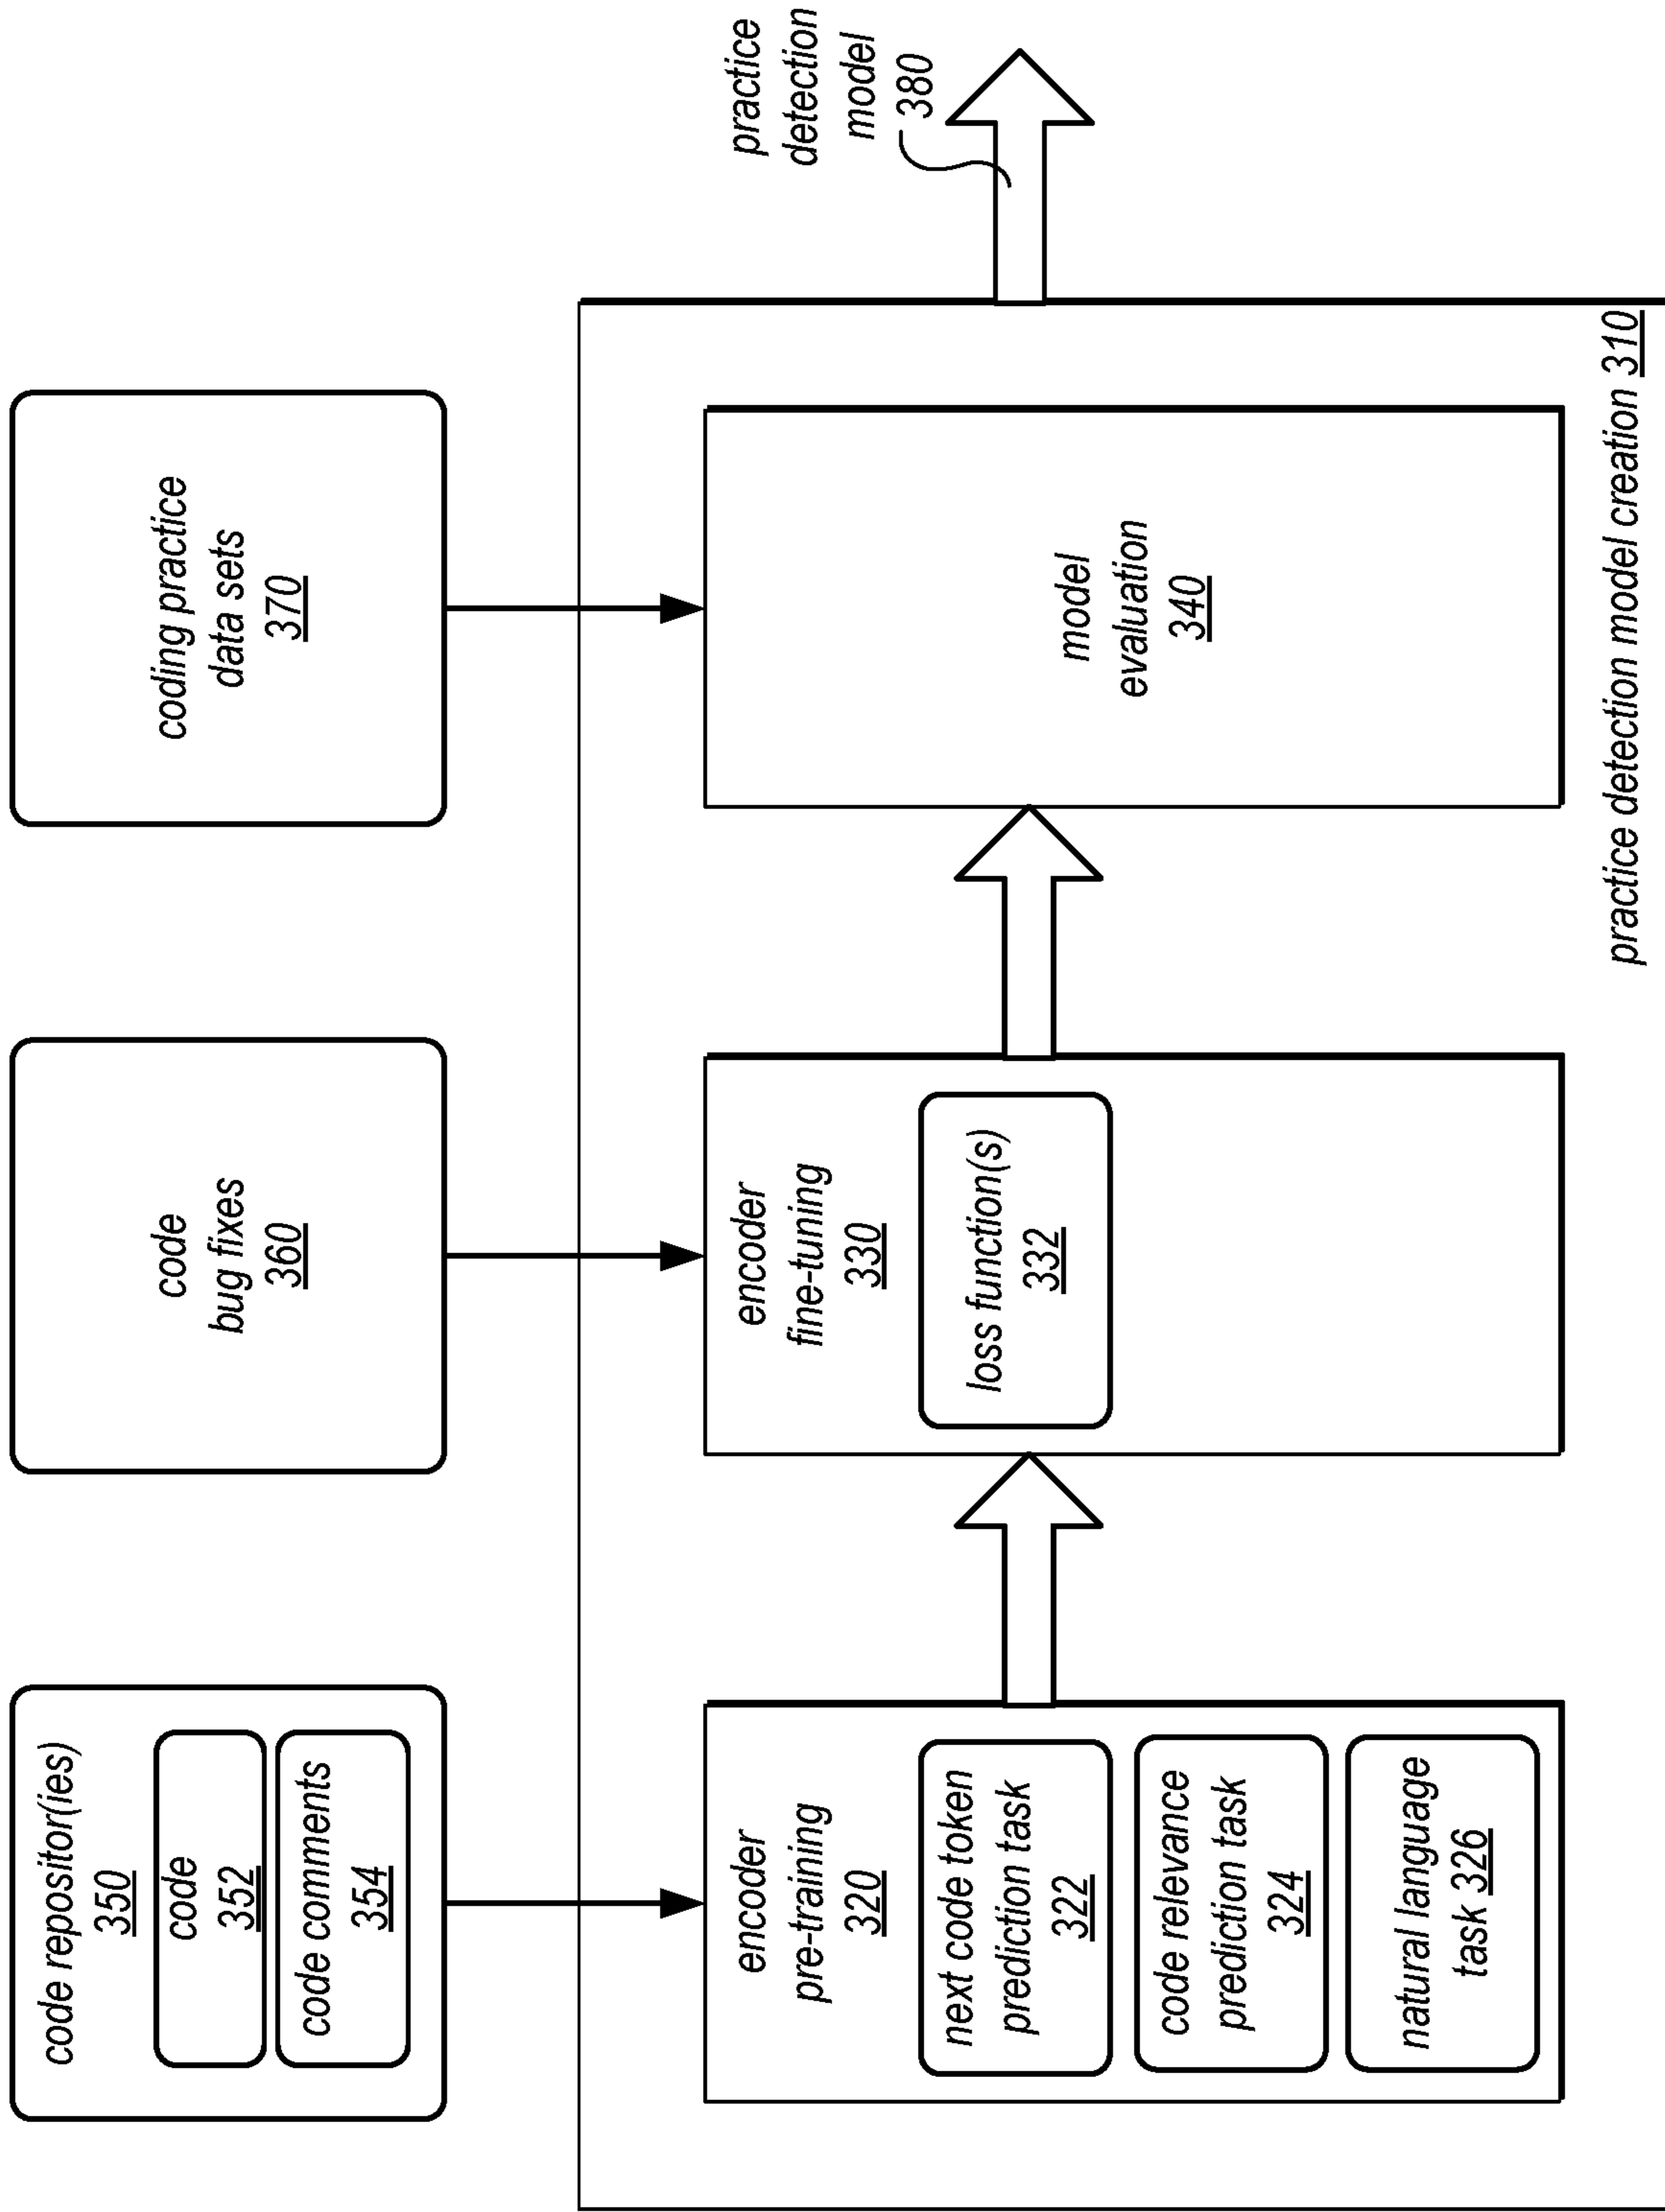 code repositor(ies)
350
code
352
code comments
354
code
bug fixes
360
coding practice
data sets
370
encoder
pre-training
320
next code token
prediction task
322
code relevance
prediction task
324
natural language
task 326
encoder
fine-tuning
330
loss function(s)
332
model
evaluation
340
practice
detection
model
380
practice detection model creation 310